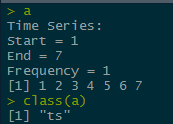 > a
Time Series:
Start = 1
End = 7
Frequency = 1
[1] 1 2 3 4 5 6 7
> class(a)
[1] "ts"